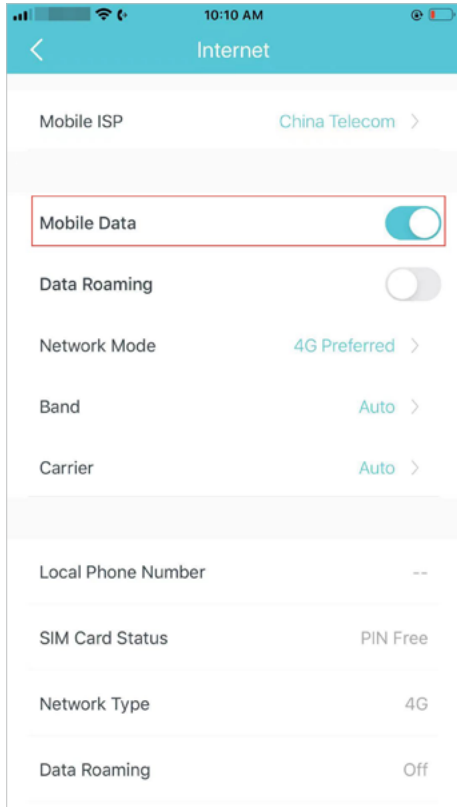 10:10 AM
Internet
Mobile ISP China Telecom
Mobile Data
Data Roaming
Network Mode 4G Preferred
Band Auto
Carrier Auto
Local Phone Number --
SIM Card Status PIN Free
Network Type 4G
Data Roaming Off